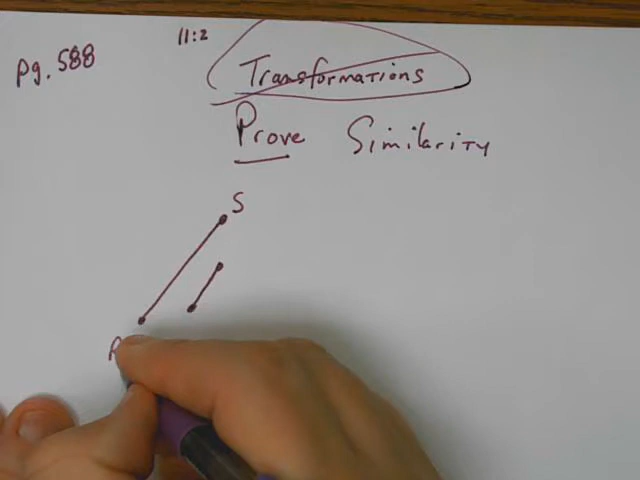 pg. 588
11:2
Transformations
Prove Similarity
S